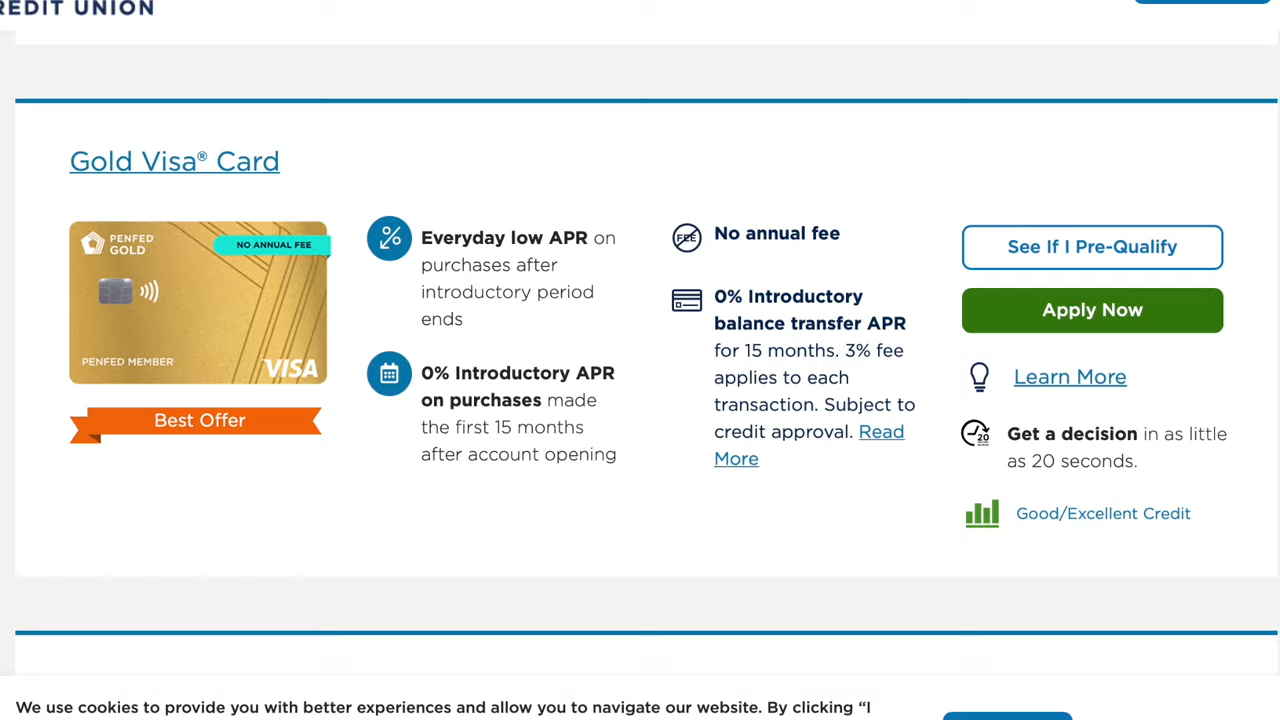 REDIT UNION
Gold Visa® Card
PENFED®
GOLD
NO ANNUAL FEE
PENFED MEMBER
VISA
Best Offer
Everyday low APR on
purchases after
introductory period
ends
0% Introductory APR
on purchases made
the first 15 months
after account opening
FEE
No annual fee
0% Introductory
balance transfer APR
for 15 months. 3% fee
applies to each
transaction. Subject to
credit approval. Read
More
See If I Pre-Qualify
Apply Now
Learn More
20
Get a decision in as little
as 20 seconds.
Good/Excellent Credit
We use cookies to provide you with better experiences and allow you to navigate our website. By clicking “I